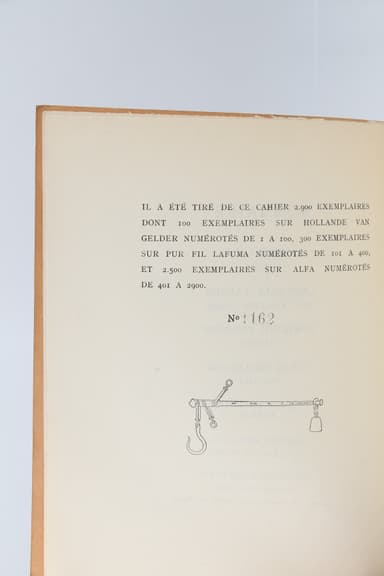 IL A ÉTÉ TIRÉ DE CE CAHIER 2.900 EXEMPLAIRES
DONT 100 EXEMPLAIRES SUR HOLLANDE VAN
GELDER NUMÉROTÉS DE 1 A 100, 300 EXEMPLAIRES
SUR PUR FIL LAFUMA NUMÉROTÉS DE 101 A 400,
ET 2.500 EXEMPLAIRES SUR ALFA NUMÉROTÉS
DE 401 A 2900.
No